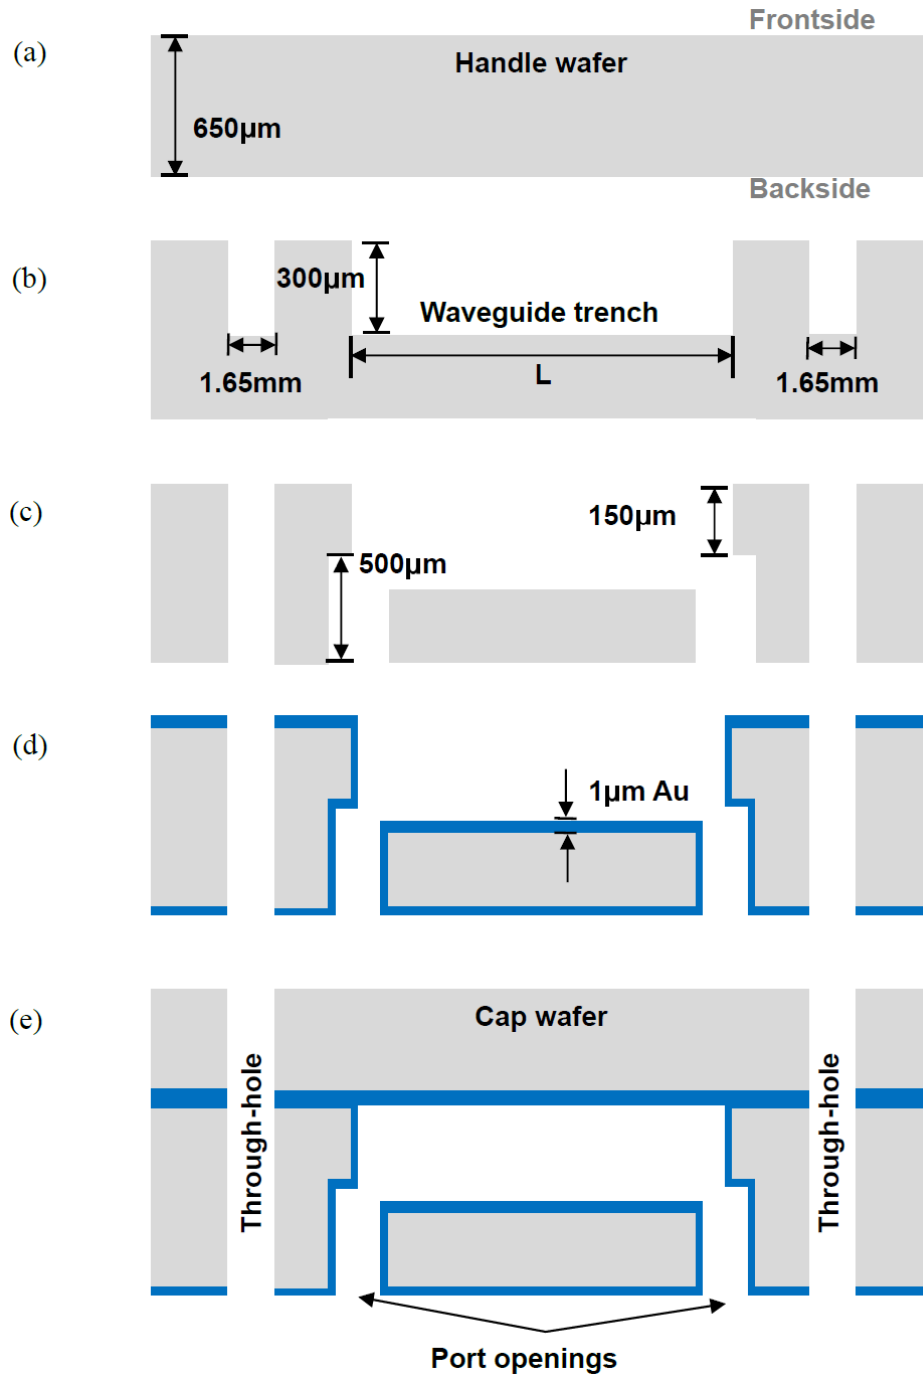 (a)
Frontside
Handle wafer
650µm
Backside
(b)
300µm
Waveguide trench
L
1.65mm
1.65mm
(c)
150µm
500µm
(d)
1µm Au
(e)
Cap wafer
Through-hole
Through-hole
Port openings